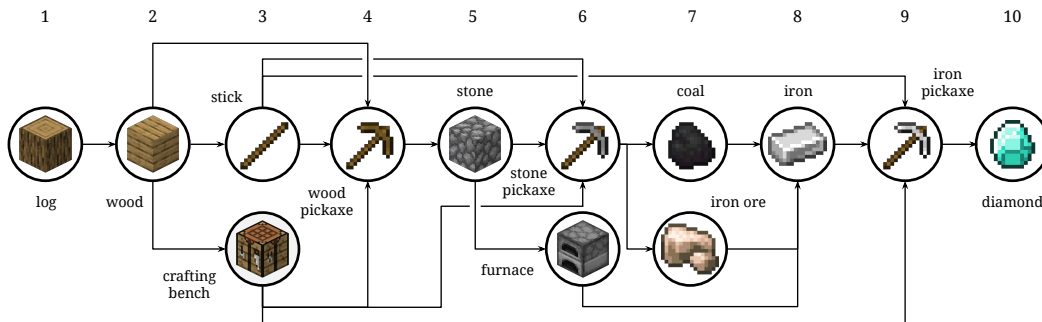 1 2 3 4 5 6 7 8 9 10
stick
stone
coal
iron
iron
pickaxe
log
wood
wood
pickaxe
stone
pickaxe
iron ore
diamond
crafting
bench
furnace